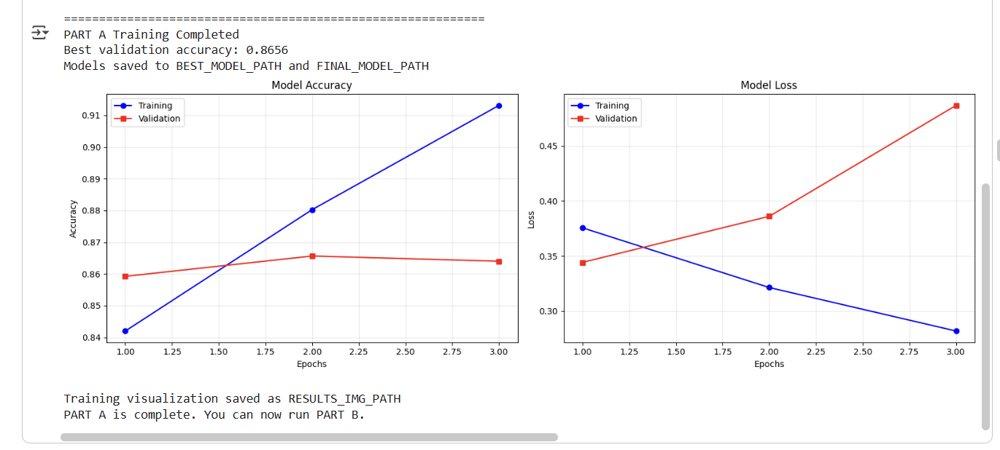 ============================================================
PART A Training Completed
Best validation accuracy: 0.8656
Models saved to BEST_MODEL_PATH and FINAL_MODEL_PATH
Model Accuracy
Training
Validation
0.91
0.90
0.89
0.88
0.87
0.86
0.85
0.84
Accuracy
1.00 1.25 1.50 1.75 2.00 2.25 2.50 2.75 3.00
Epochs
Model Loss
Training
Validation
0.45
0.40
0.35
0.30
Loss
1.00 1.25 1.50 1.75 2.00 2.25 2.50 2.75 3.00
Epochs
Training visualization saved as RESULTS_IMG_PATH
PART A is complete. You can now run PART B.